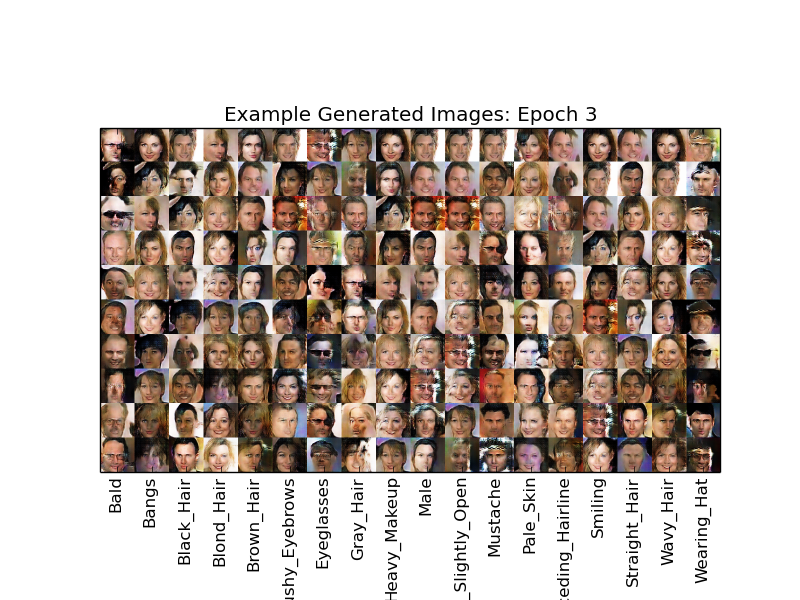 Example Generated Images: Epoch 3
Bald
Bangs
Black_Hair
Blond_Hair
Brown_Hair
ushy_Eyebrows
Eyeglasses
Gray_Hair
Heavy_Makeup
Male
_Slightly_Open
Mustache
Pale_Skin
ceding_Hairline
Smiling
Straight_Hair
Wavy_Hair
Wearing_Hat